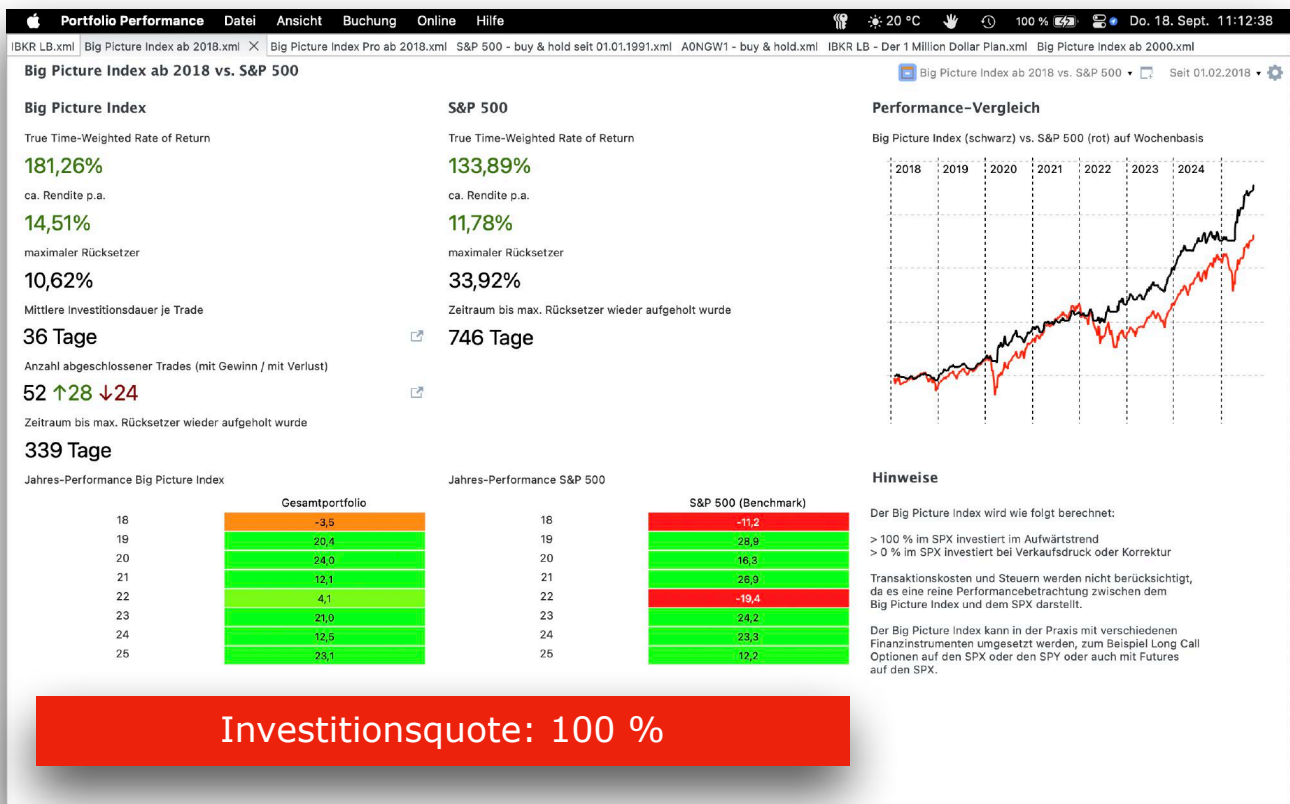 Portfolio Performance Datei Ansicht Buchung Online Hilfe 20 °C 100 % Do. 18. Sept. 11:12:38
IBKR LB.xml Big Picture Index ab 2018.xml Big Picture Index Pro ab 2018.xml S&P 500 - buy & hold seit 01.01.1991.xml A0NGW1 - buy & hold.xml IBKR LB - Der 1 Million Dollar Plan.xml Big Picture Index ab 2000.xml
Big Picture Index ab 2018 vs. S&P 500
Big Picture Index ab 2018 vs. S&P 500 Seit 01.02.2018
Big Picture Index
True Time-Weighted Rate of Return
181,26%
ca. Rendite p.a.
14,51%
maximaler Rücksetzer
10,62%
Mittlere Investitionsdauer je Trade
36 Tage
Anzahl abgeschlossener Trades (mit Gewinn / mit Verlust)
52 ↑28 ↓24
Zeitraum bis max. Rücksetzer wieder aufgeholt wurde
339 Tage
S&P 500
True Time-Weighted Rate of Return
133,89%
ca. Rendite p.a.
11,78%
maximaler Rücksetzer
33,92%
Zeitraum bis max. Rücksetzer wieder aufgeholt wurde
746 Tage
Performance-Vergleich
Big Picture Index (schwarz) vs. S&P 500 (rot) auf Wochenbasis
2018 2019 2020 2021 2022 2023 2024
Jahres-Performance Big Picture Index
Gesamtportfolio
18 -3,5
19 20,4
20 24,0
21 12,1
22 4,1
23 21,0
24 12,5
25 23,1
Jahres-Performance S&P 500
S&P 500 (Benchmark)
18 -11,2
19 28,9
20 16,3
21 26,9
22 -19,4
23 24,2
24 23,3
25 12,2
Hinweise
Der Big Picture Index wird wie folgt berechnet:
> 100 % im SPX investiert im Aufwärtstrend
> 0 % im SPX investiert bei Verkaufsdruck oder Korrektur
Transaktionskosten und Steuern werden nicht berücksichtigt,
da es eine reine Performancebetrachtung zwischen dem
Big Picture Index und dem SPX darstellt.
Der Big Picture Index kann in der Praxis mit verschiedenen
Finanzinstrumenten umgesetzt werden, zum Beispiel Long Call
Optionen auf den SPX oder den SPY oder auch mit Futures
auf den SPX.
Investitionsquote: 100 %